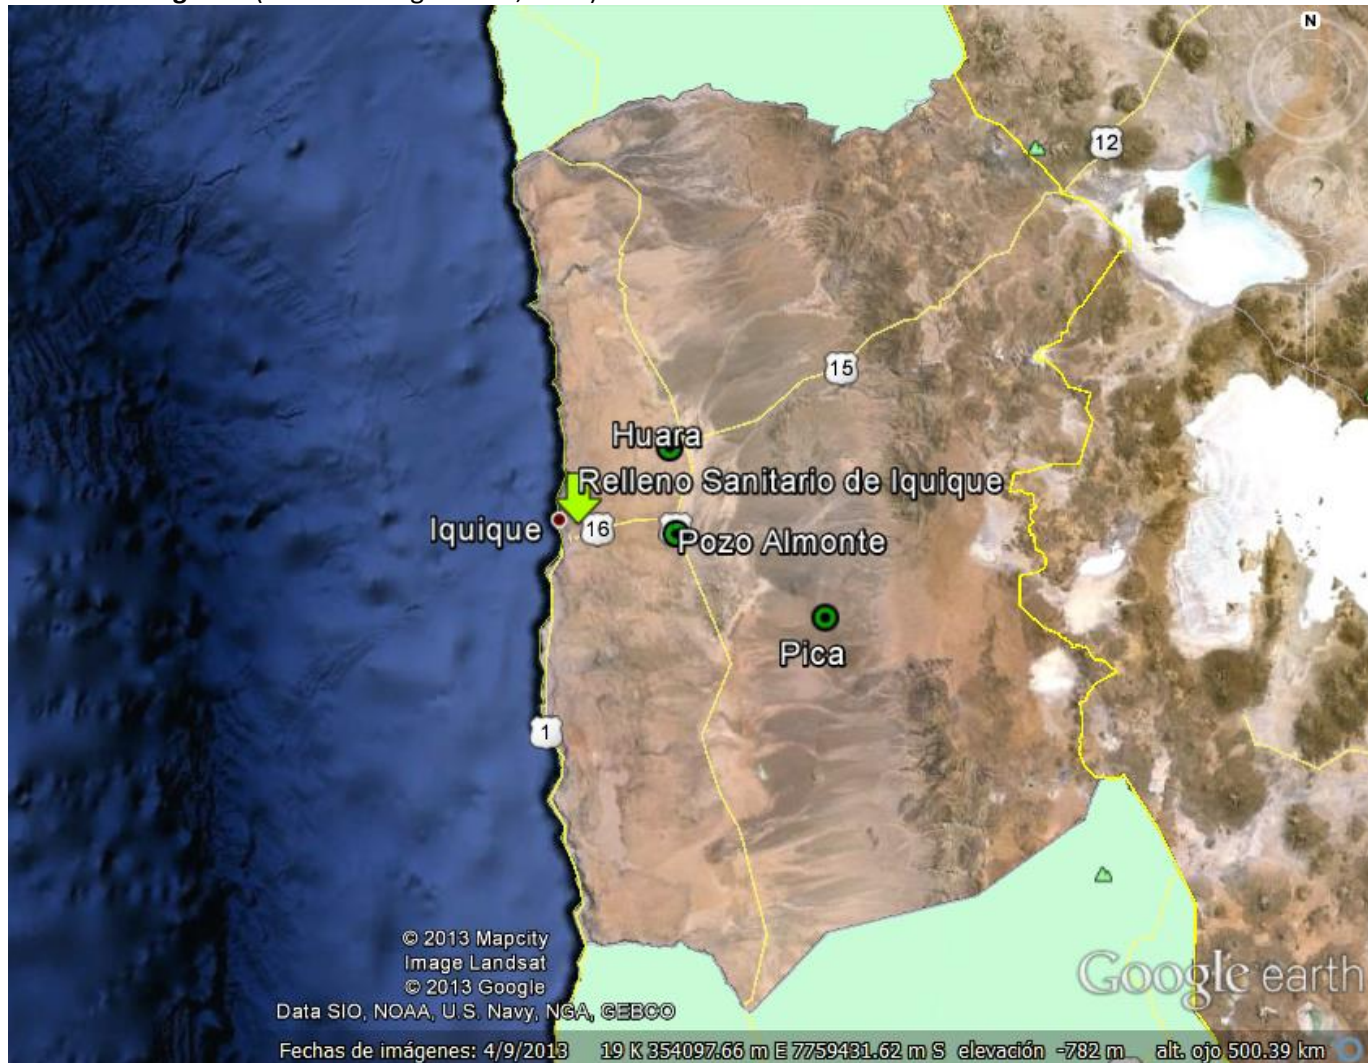 N
12
15
Huara
Relleno Sanitario de Iquique
Iquique
16
Pozo Almonte
Pica
1
© 2013 Mapcity
Image Landsat
© 2013 Google
Data SIO, NOAA, U.S. Navy, NGA, GEBCO
Google earth
Fechas de imágenes: 4/9/2013 19 K 354097.66 m E 7759431.62 m S elevación -782 m alt. ojo 500.39 km